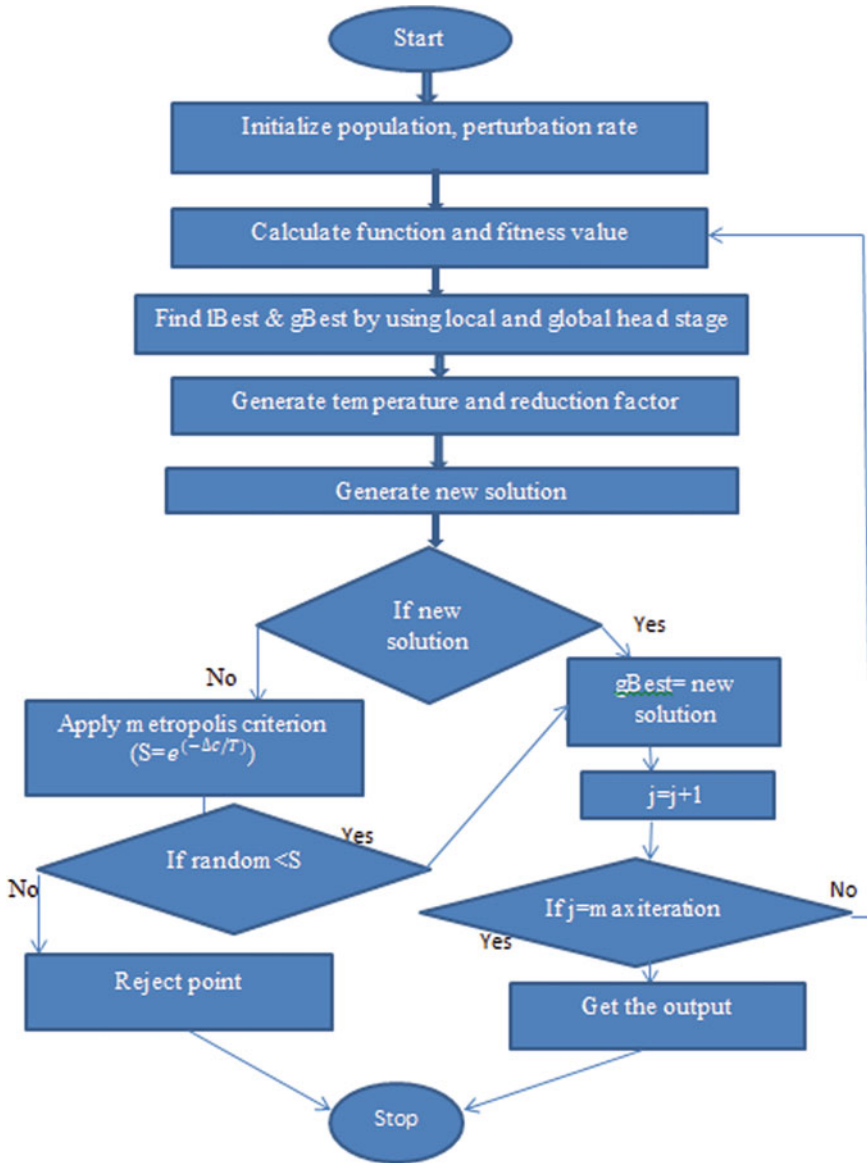 Start
Initialize population, perturbation rate
Calculate function and fitness value
Find lBest & gBest by using local and global head stage
Generate temperature and reduction factor
Generate new solution
If new
solution
Yes
No
gBest= new
solution
Apply metropolis criterion
(S=e^(−Δc/T))
j=j+1
Yes
If random<S
No
If j=max iteration
No
Yes
Reject point
Get the output
Stop